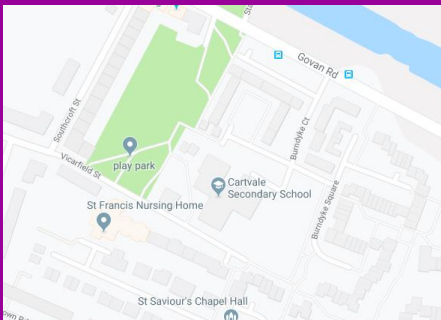 Govan Rd
Southcroft St
Burndyke Ct
Vicarfield St
play park
Cartvale
Secondary School
Burndyke Square
St Francis Nursing Home
St Saviour's Chapel Hall